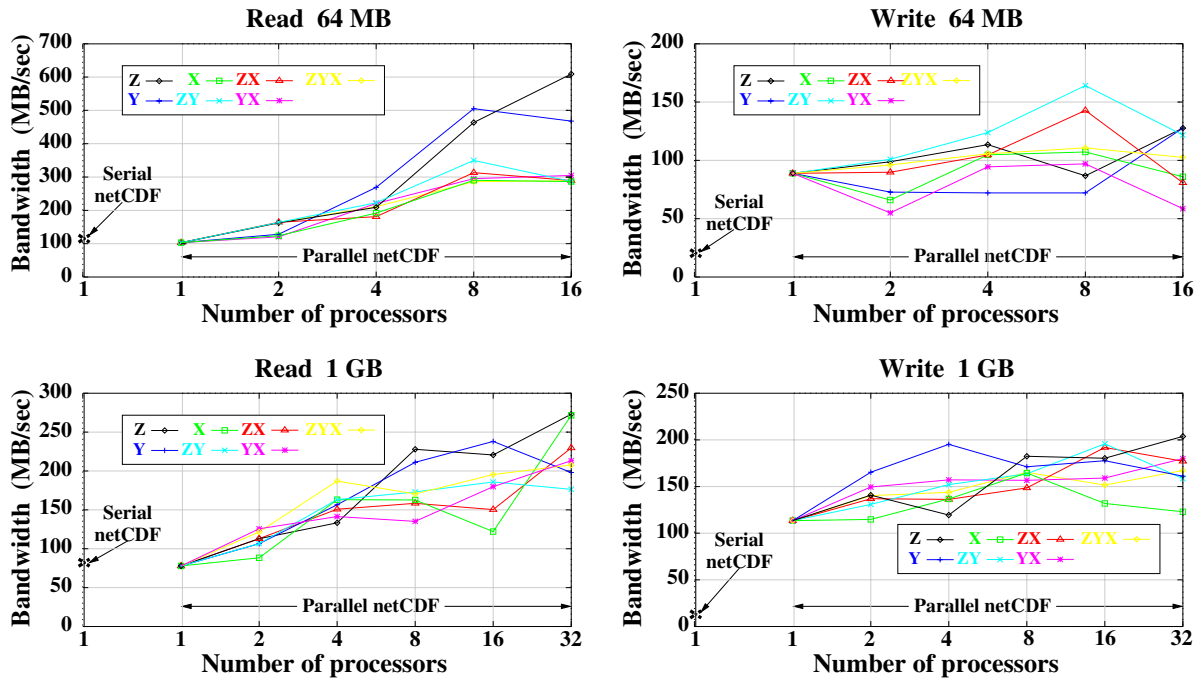 Read 64 MB
Bandwidth (MB/sec)
700
600
500
400
300
200
100
0
Z X ZX ZYX
Y ZY YX
Serial
netCDF
Parallel netCDF
1 1 2 4 8 16
Number of processors
Write 64 MB
Bandwidth (MB/sec)
200
150
100
50
0
Z X ZX ZYX
Y ZY YX
Serial
netCDF
Parallel netCDF
1 1 2 4 8 16
Number of processors
Read 1 GB
Bandwidth (MB/sec)
300
250
200
150
100
50
0
Z X ZX ZYX
Y ZY YX
Serial
netCDF
Parallel netCDF
1 1 2 4 8 16 32
Number of processors
Write 1 GB
Bandwidth (MB/sec)
250
200
150
100
50
0
Z X ZX ZYX
Y ZY YX
Serial
netCDF
Parallel netCDF
1 1 2 4 8 16 32
Number of processors